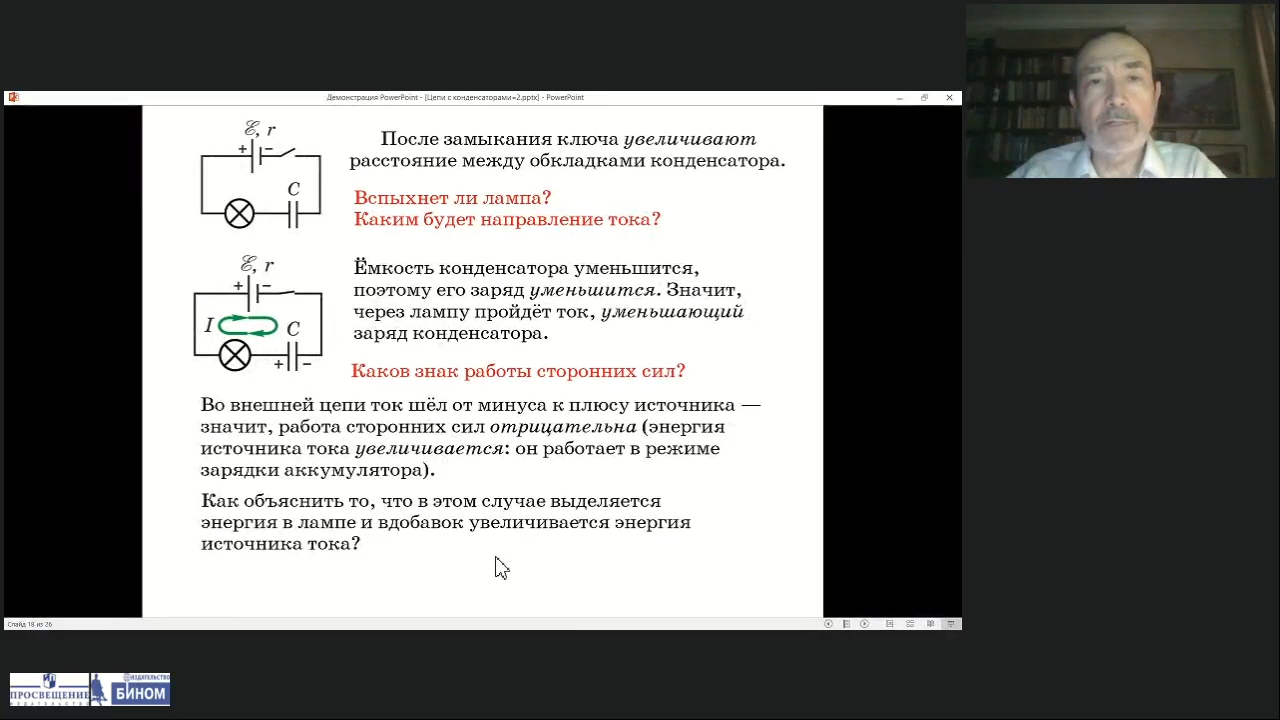 Демонстрация PowerPoint - [Цепи с конденсаторами=2.pptx] - PowerPoint
ℰ, r
+ −
C
После замыкания ключа увеличивают
расстояние между обкладками конденсатора.
Вспыхнет ли лампа?
Каким будет направление тока?
ℰ, r
+ −
I
C
+ −
Ёмкость конденсатора уменьшится,
поэтому его заряд уменьшится. Значит,
через лампу пройдёт ток, уменьшающий
заряд конденсатора.
Каков знак работы сторонних сил?
Во внешней цепи ток шёл от минуса к плюсу источника —
значит, работа сторонних сил отрицательна (энергия
источника тока увеличивается: он работает в режиме
зарядки аккумулятора).
Как объяснить то, что в этом случае выделяется
энергия в лампе и вдобавок увеличивается энергия
источника тока?
Слайд 18 из 26
ПРОСВЕЩЕНИЕ
ИЗДАТЕЛЬСТВО
ИЗДАТЕЛЬСТВО
БИНОМ